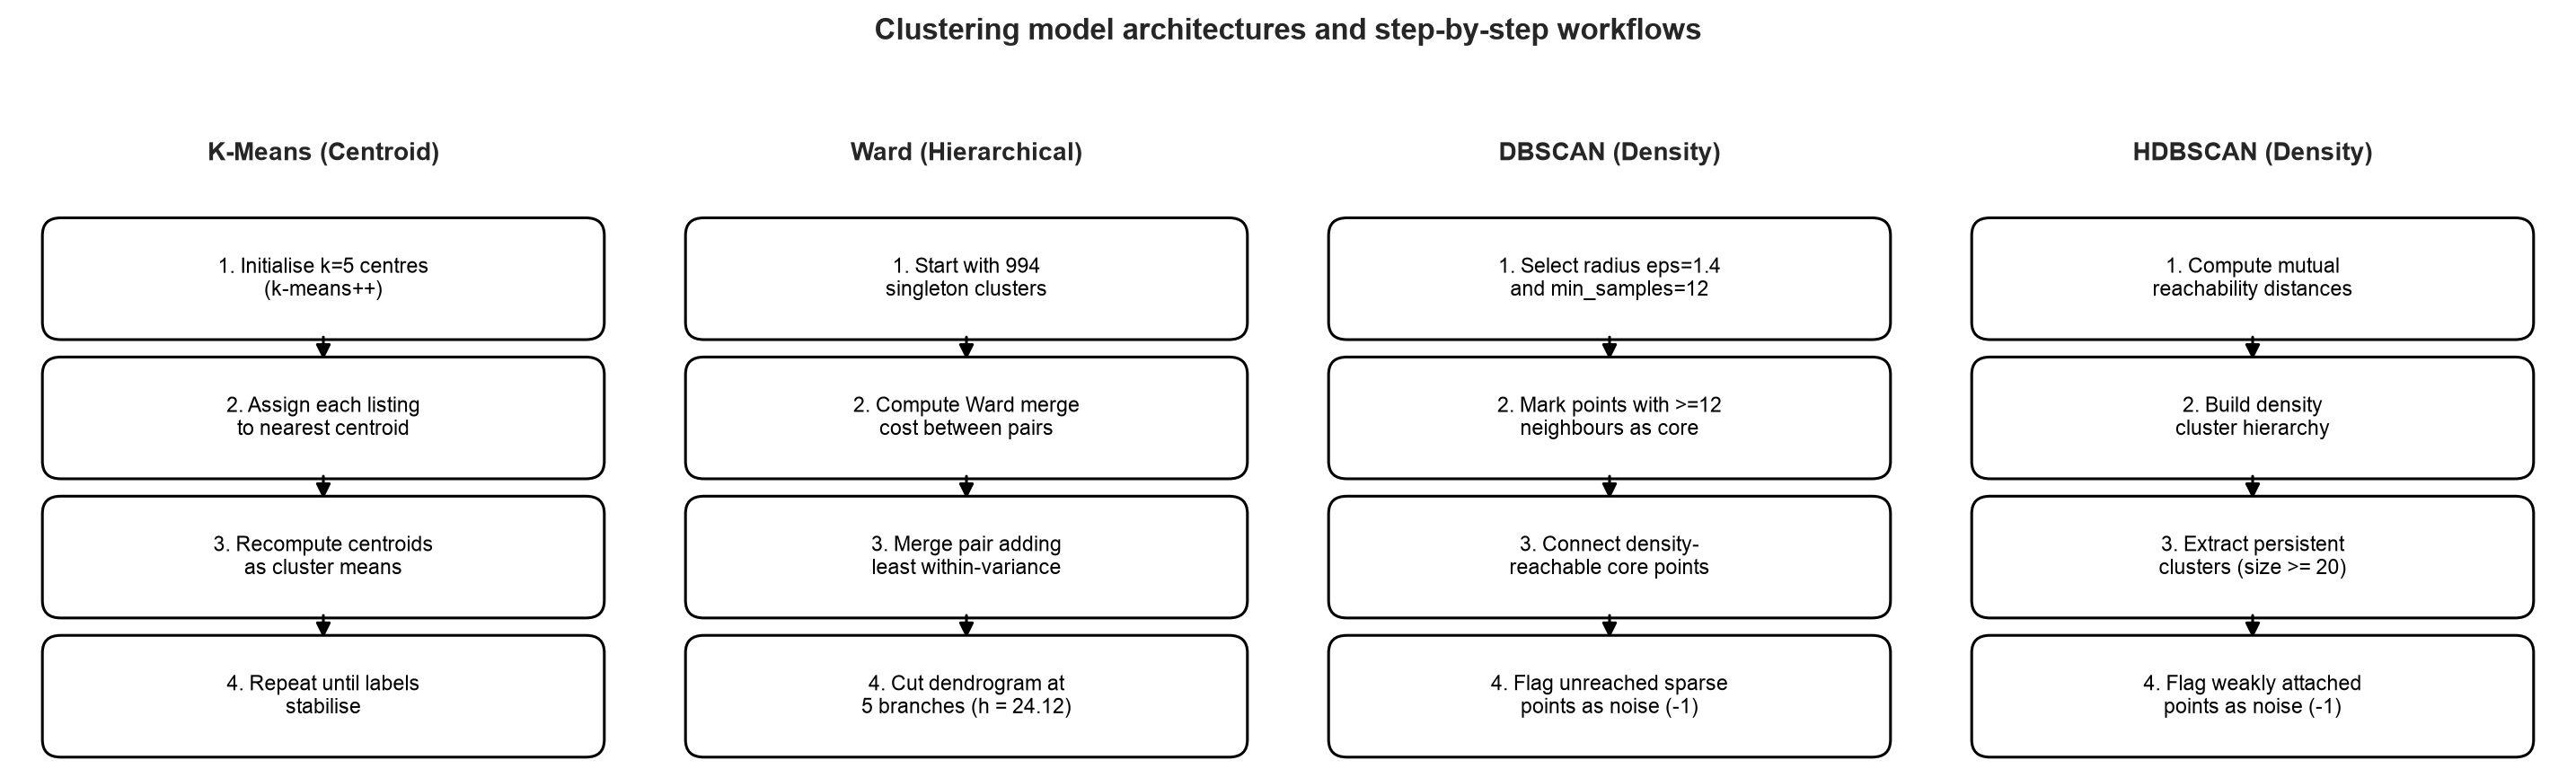 Clustering model architectures and step-by-step workflows
K-Means (Centroid)
1. Initialise k=5 centres
(k-means++)
2. Assign each listing
to nearest centroid
3. Recompute centroids
as cluster means
4. Repeat until labels
stabilise
Ward (Hierarchical)
1. Start with 994
singleton clusters
2. Compute Ward merge
cost between pairs
3. Merge pair adding
least within-variance
4. Cut dendrogram at
5 branches (h = 24.12)
DBSCAN (Density)
1. Select radius eps=1.4
and min_samples=12
2. Mark points with >=12
neighbours as core
3. Connect density-
reachable core points
4. Flag unreached sparse
points as noise (-1)
HDBSCAN (Density)
1. Compute mutual
reachability distances
2. Build density
cluster hierarchy
3. Extract persistent
clusters (size >= 20)
4. Flag weakly attached
points as noise (-1)